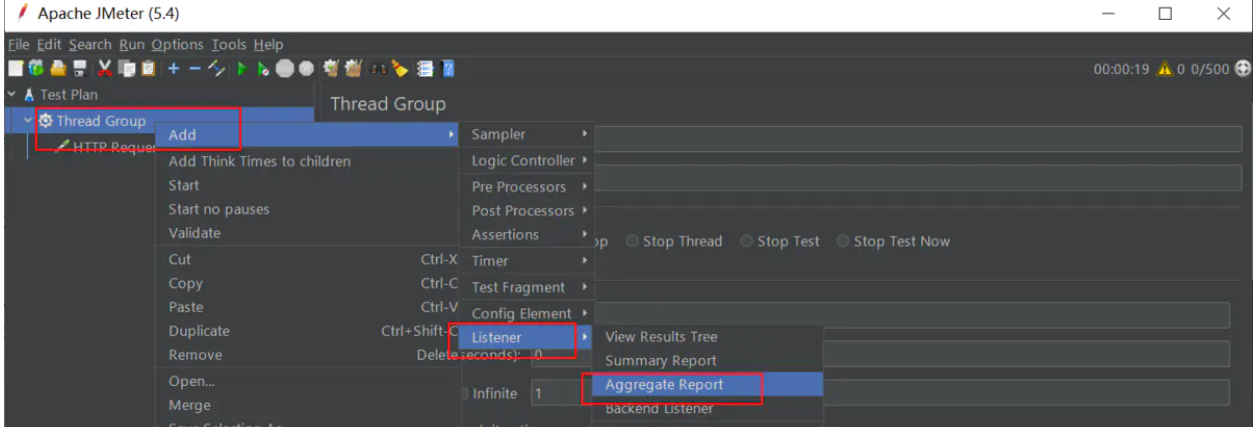 Apache JMeter (5.4)
File Edit Search Run Options Tools Help
00:00:19 0 0/500
Test Plan
Thread Group
Thread Group
HTTP Reque
Add
Add Think Times to children
Start
Start no pauses
Validate
Cut Ctrl-X
Copy Ctrl-C
Paste Ctrl-V
Duplicate Ctrl+Shift-C
Remove Delete
Open...
Merge
Sampler
Logic Controller
Pre Processors
Post Processors
Assertions
Timer
Test Fragment
Config Element
Listener
op Stop Thread Stop Test Stop Test Now
seconds): 0
Infinite 1
View Results Tree
Summary Report
Aggregate Report
Backend Listener